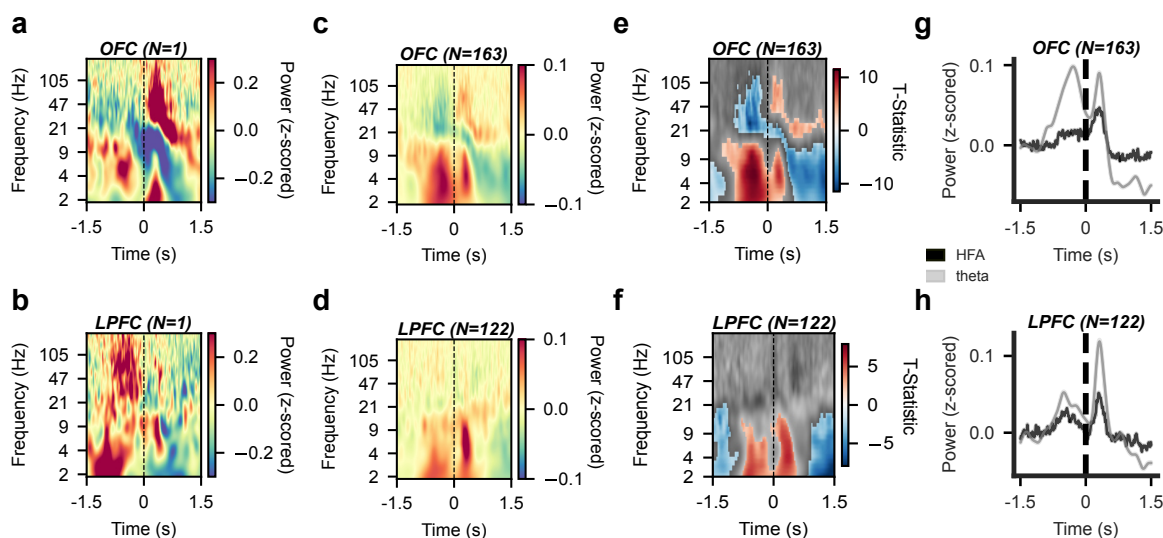 a
OFC (N=1)
Frequency (Hz)
105
47
21
9
4
2
-1.5
0
1.5
Time (s)
0.2
0.0
−0.2
Power (z-scored)
c
OFC (N=163)
Frequency (Hz)
105
47
21
9
4
2
-1.5
0
1.5
Time (s)
0.1
0.0
−0.1
Power (z-scored)
e
OFC (N=163)
Frequency (Hz)
105
47
21
9
4
2
-1.5
0
1.5
Time (s)
10
0
−10
T-Statistic
g
OFC (N=163)
Power (z-scored)
0.1
0.0
-1.5
0
1.5
Time (s)
HFA
theta
b
LPFC (N=1)
Frequency (Hz)
105
47
21
9
4
2
-1.5
0
1.5
Time (s)
0.2
0.0
−0.2
Power (z-scored)
d
LPFC (N=122)
Frequency (Hz)
105
47
21
9
4
2
-1.5
0
1.5
Time (s)
0.1
0.0
−0.1
Power (z-scored)
f
LPFC (N=122)
Frequency (Hz)
105
47
21
9
4
2
-1.5
0
1.5
Time (s)
5
0
−5
T-Statistic
h
LPFC (N=122)
Power (z-scored)
0.1
0.0
-1.5
0
1.5
Time (s)